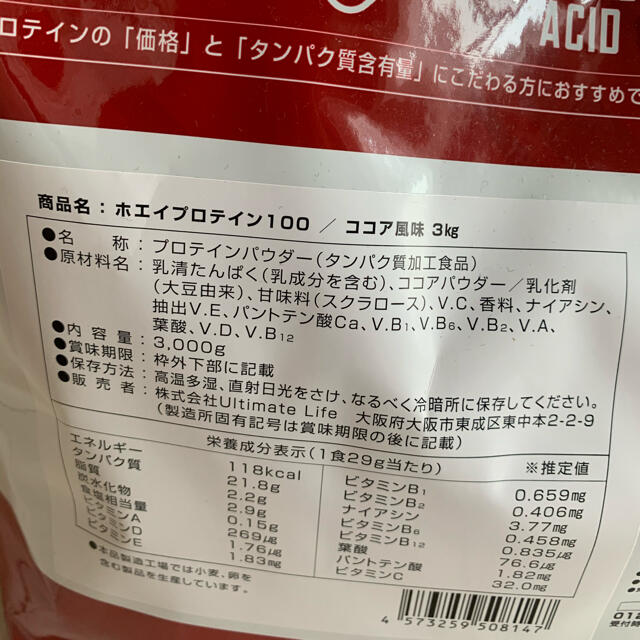 ACID
プロテインの「価格」と「タンパク質含有量」にこだわる方におすすめで
商品名：ホエイプロテイン100 ／ ココア風味 3kg
●名　　称：プロテインパウダー（タンパク質加工食品）
●原材料名：乳清たんぱく（乳成分を含む）、ココアパウダー／乳化剤
（大豆由来）、甘味料（スクラロース）、V.C、香料、ナイアシン、
抽出V.E、パントテン酸Ca、V.B1、V.B6、V.B2、V.A、
葉酸、V.D、V.B12
●内 容 量：3,000g
●賞味期限：枠外下部に記載
●保存方法：高温多湿、直射日光をさけ、なるべく冷暗所に保存してください。
●販 売 者：株式会社Ultimate Life　大阪府大阪市東成区東中本2-2-9
（製造所固有記号は賞味期限の後に記載）
栄養成分表示（1食29g当たり）　※推定値
エネルギー 118kcal
タンパク質 21.8g
脂質 2.2g
炭水化物 2.9g
食塩相当量 0.15g
ビタミンA 269μg
ビタミンD 1.76μg
ビタミンE 1.83mg
ビタミンB1 0.659mg
ビタミンB2 0.406mg
ナイアシン 3.77mg
ビタミンB6 0.458mg
ビタミンB12 0.835μg
葉酸 76.6μg
パントテン酸 1.82mg
ビタミンC 32.0mg
●本品製造工場では小麦、卵を
含む製品を生産しています。
4 573259 508147
012
受付時